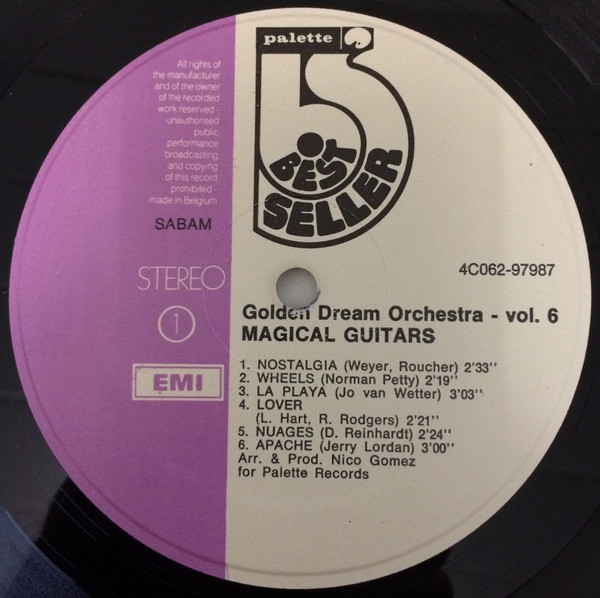 palette
BEST
SELLER
All rights of
the manufacturer
and of the owner
of the recorded
work reserved -
unauthorised
public
performance
broadcasting
and copying
of this record
prohibited -
made in Belgium
SABAM
STEREO
1
EMI
4C062-97987
Golden Dream Orchestra - vol. 6
MAGICAL GUITARS
1. NOSTALGIA (Weyer, Roucher) 2'33''
2. WHEELS (Norman Petty) 2'19''
3. LA PLAYA (Jo van Wetter) 3'03''
4. LOVER
(L. Hart, R. Rodgers) 2'21''
5. NUAGES (D. Reinhardt) 2'24''
6. APACHE (Jerry Lordan) 3'00''
Arr. & Prod. Nico Gomez
for Palette Records